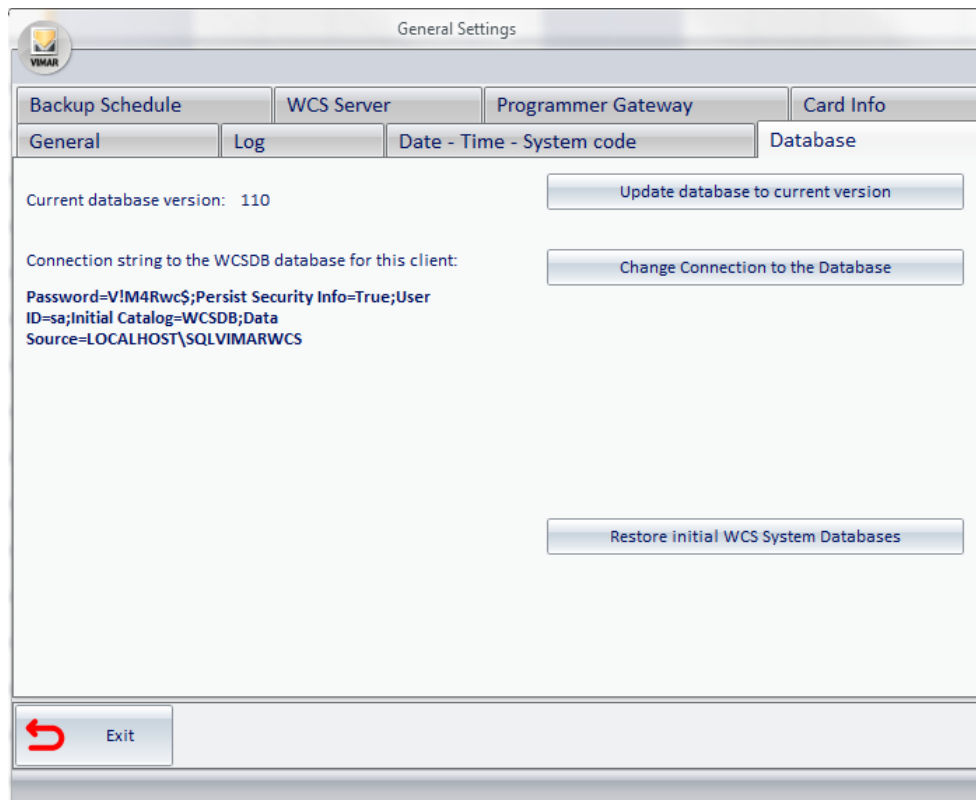 General Settings
VIMAR
Backup Schedule
WCS Server
Programmer Gateway
Card Info
General
Log
Date - Time - System code
Database
Current database version: 110
Update database to current version
Connection string to the WCSDB database for this client:
Change Connection to the Database
Password=V!M4Rwc$;Persist Security Info=True;User
ID=sa;Initial Catalog=WCSDB;Data
Source=LOCALHOST\SQLVIMARWCS
Restore initial WCS System Databases
Exit